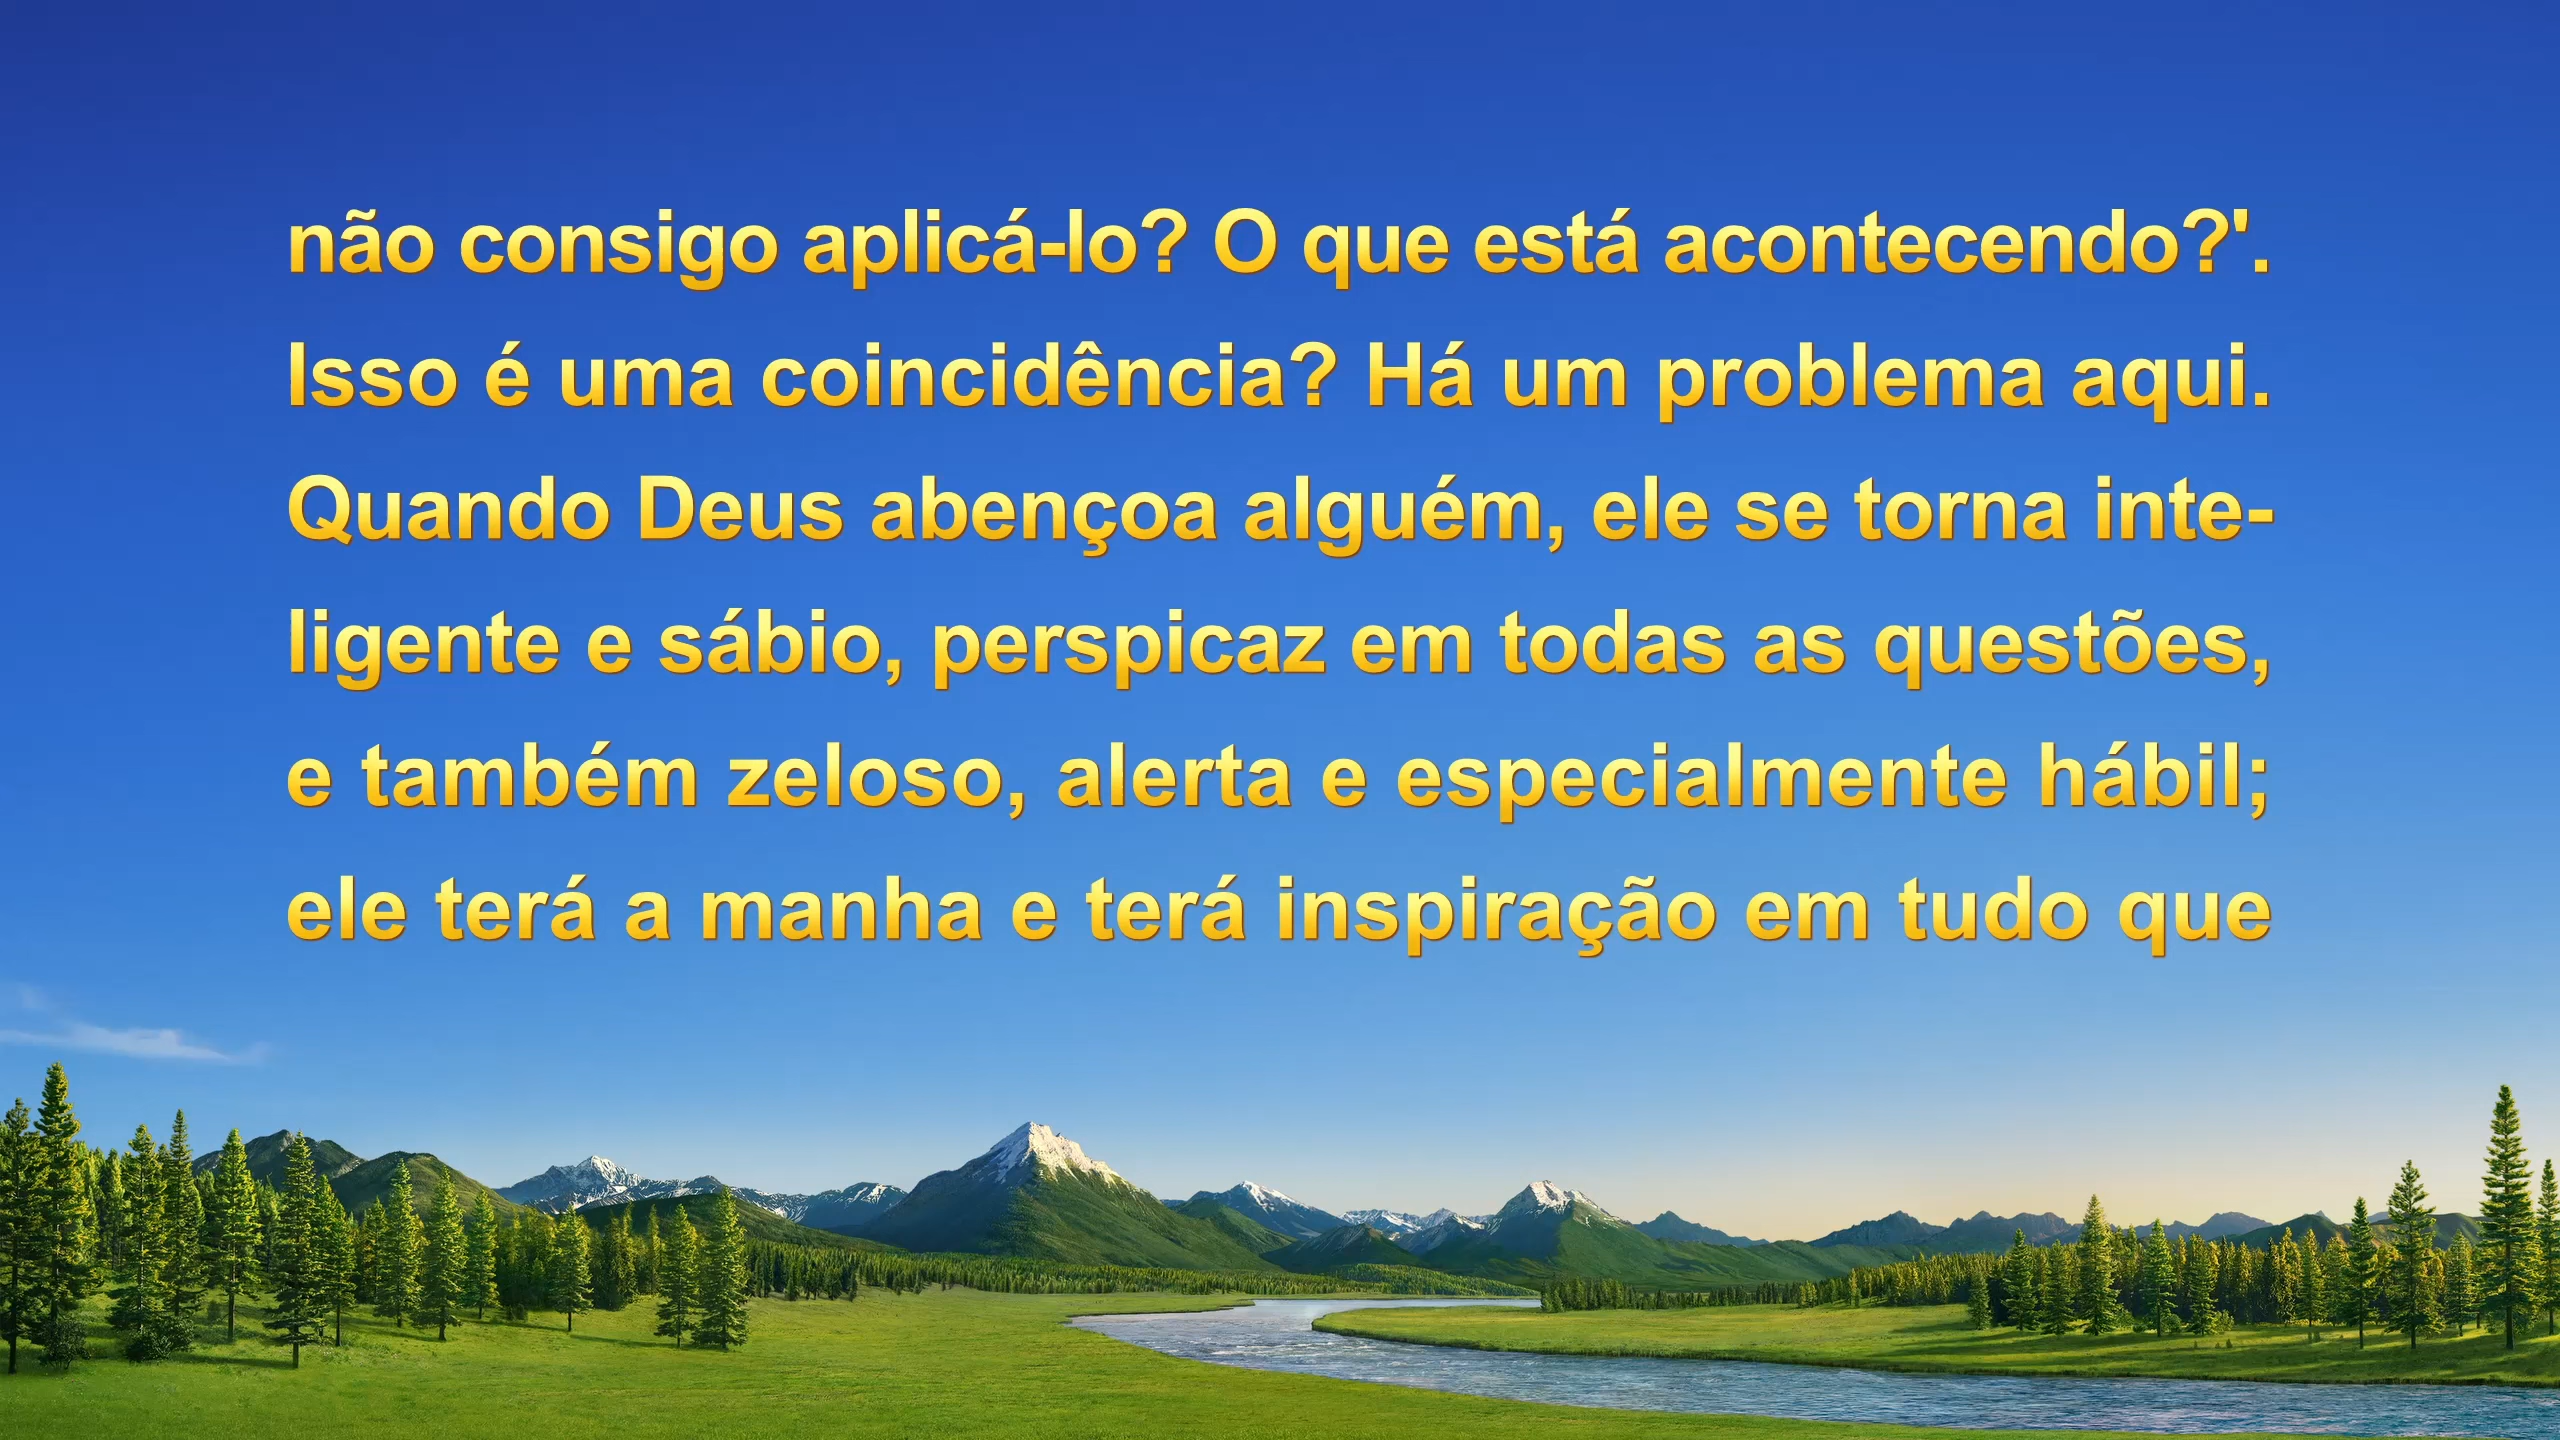 não consigo aplicá-lo? O que está acontecendo?'.
Isso é uma coincidência? Há um problema aqui.
Quando Deus abençoa alguém, ele se torna inte-
ligente e sábio, perspicaz em todas as questões,
e também zeloso, alerta e especialmente hábil;
ele terá a manha e terá inspiração em tudo que